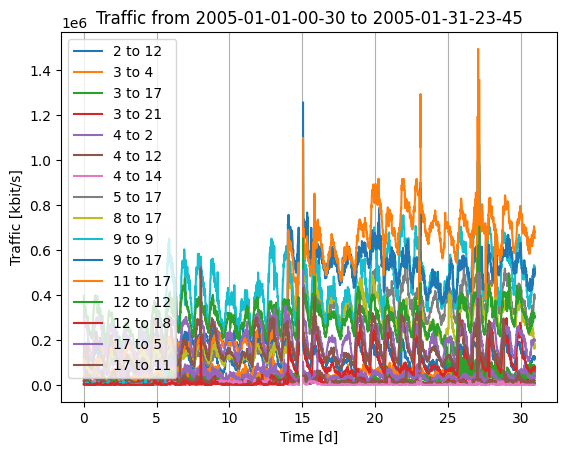 Traffic from 2005-01-01-00-30 to 2005-01-31-23-45
1e6
2 to 12
3 to 4
3 to 17
3 to 21
4 to 2
4 to 12
4 to 14
5 to 17
8 to 17
9 to 9
9 to 17
11 to 17
12 to 12
12 to 18
17 to 5
17 to 11
1.4
1.2
1.0
0.8
0.6
0.4
0.2
0.0
Traffic [kbit/s]
0
5
10
15
20
25
30
Time [d]